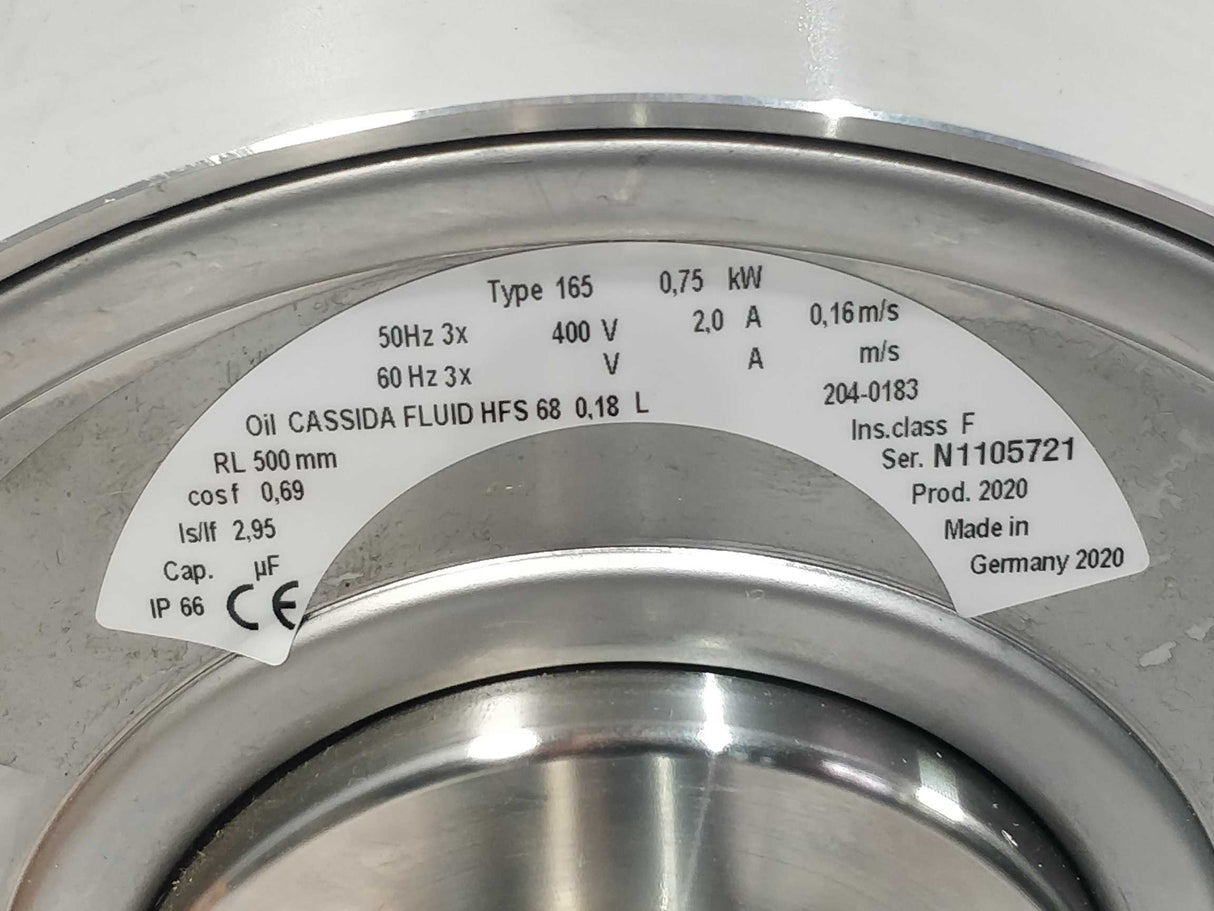 Type 165 0,75 kW
50Hz 3x 400 V 2,0 A 0,16 m/s
60 Hz 3x V A m/s
Oil CASSIDA FLUID HFS 68 0,18 L 204-0183
RL 500 mm Ins.class F
cos f 0,69 Ser. N1105721
Is/If 2,95 Prod. 2020
Cap. µF Made in
IP 66 CE Germany 2020